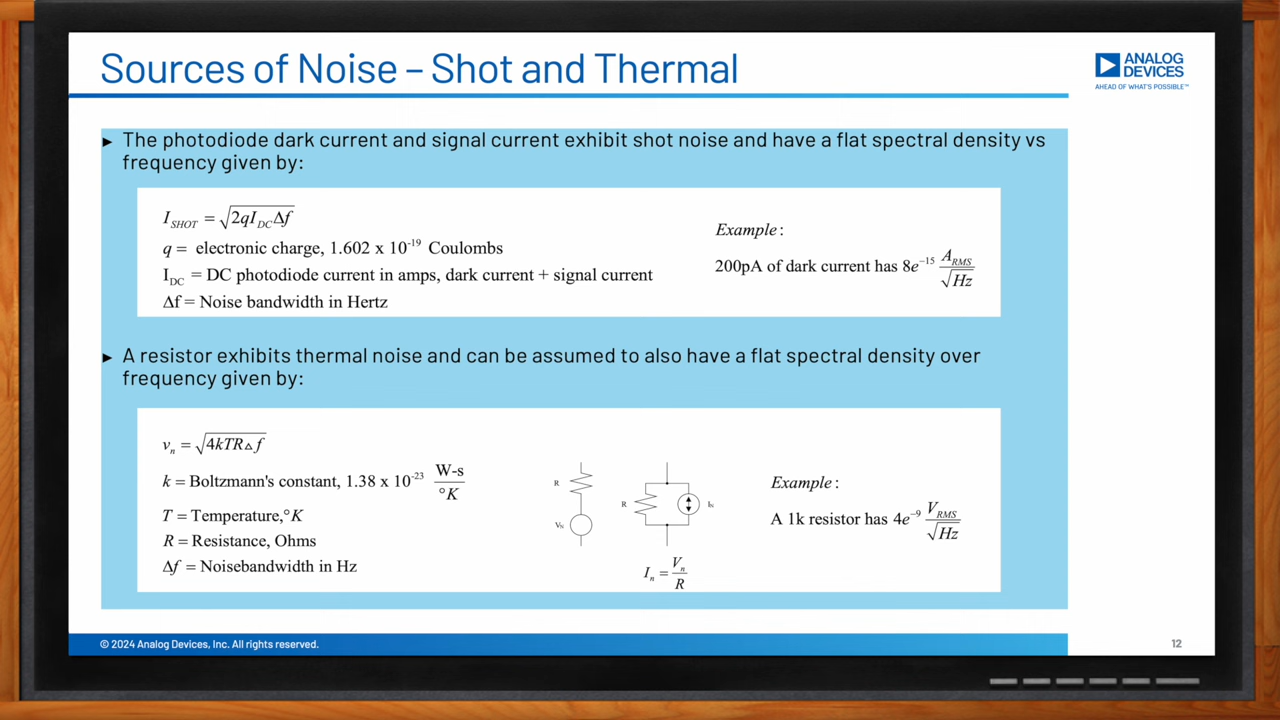 Sources of Noise – Shot and Thermal
ANALOG
DEVICES
AHEAD OF WHAT'S POSSIBLE™
► The photodiode dark current and signal current exhibit shot noise and have a flat spectral density vs
frequency given by:
I_SHOT = √(2qI_DCΔf)
q = electronic charge, 1.602 x 10^-19 Coulombs
I_DC = DC photodiode current in amps, dark current + signal current
Δf = Noise bandwidth in Hertz
Example:
200pA of dark current has 8e^−15 A_RMS/√Hz
► A resistor exhibits thermal noise and can be assumed to also have a flat spectral density over
frequency given by:
v_n = √(4kTR△f)
k = Boltzmann's constant, 1.38 x 10^-23 W-s/°K
T = Temperature,°K
R = Resistance, Ohms
Δf = Noisebandwidth in Hz
R
V_N
R
I_N
I_n = V_n/R
Example:
A 1k resistor has 4e^−9 V_RMS/√Hz
© 2024 Analog Devices, Inc. All rights reserved.
12